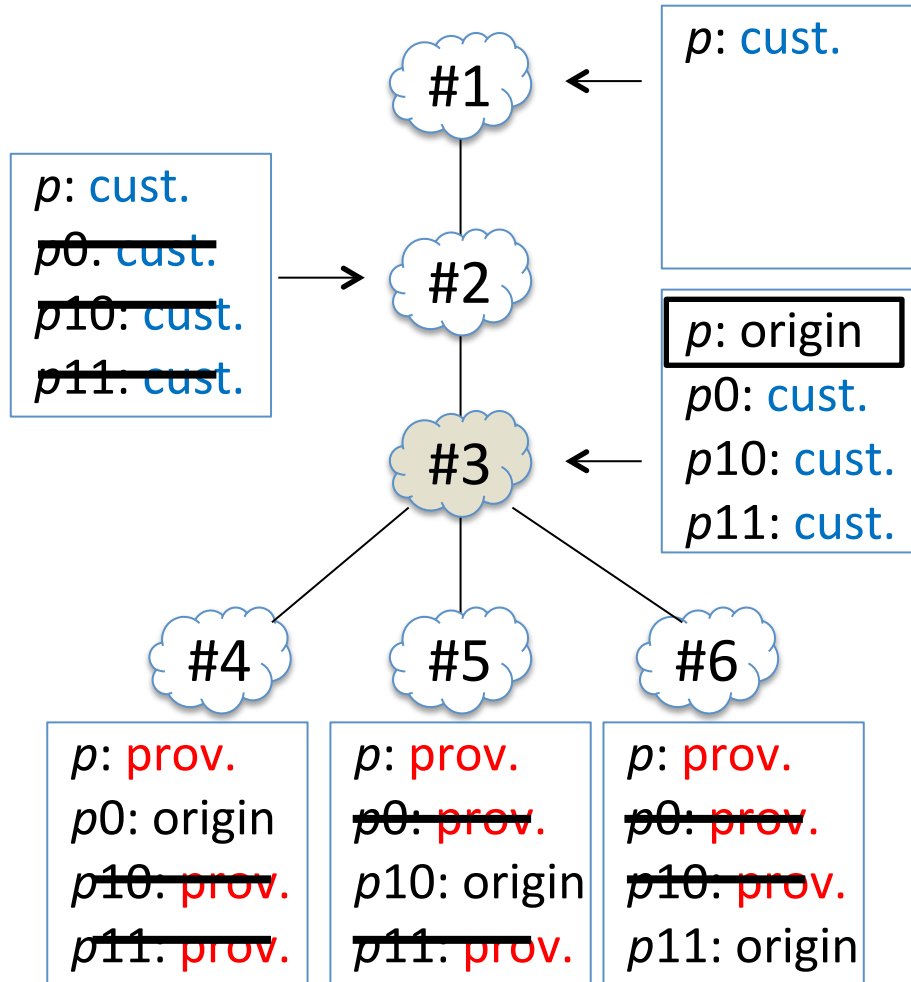 #1
p: cust.
p: cust.
p0: cust.
p10: cust.
p11: cust.
#2
p: origin
p0: cust.
p10: cust.
p11: cust.
#3
#4
#5
#6
p: prov.
p0: origin
p10: prov.
p11: prov.
p: prov.
p0: prov.
p10: origin
p11: prov.
p: prov.
p0: prov.
p10: prov.
p11: origin